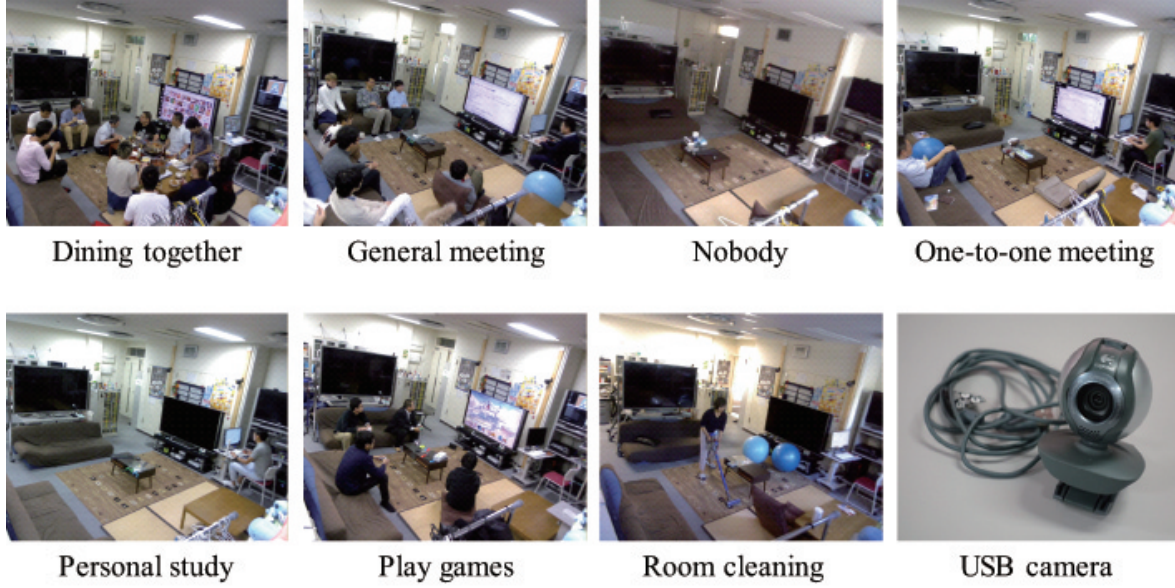 Dining together
General meeting
Nobody
One-to-one meeting
Personal study
Play games
Room cleaning
USB camera